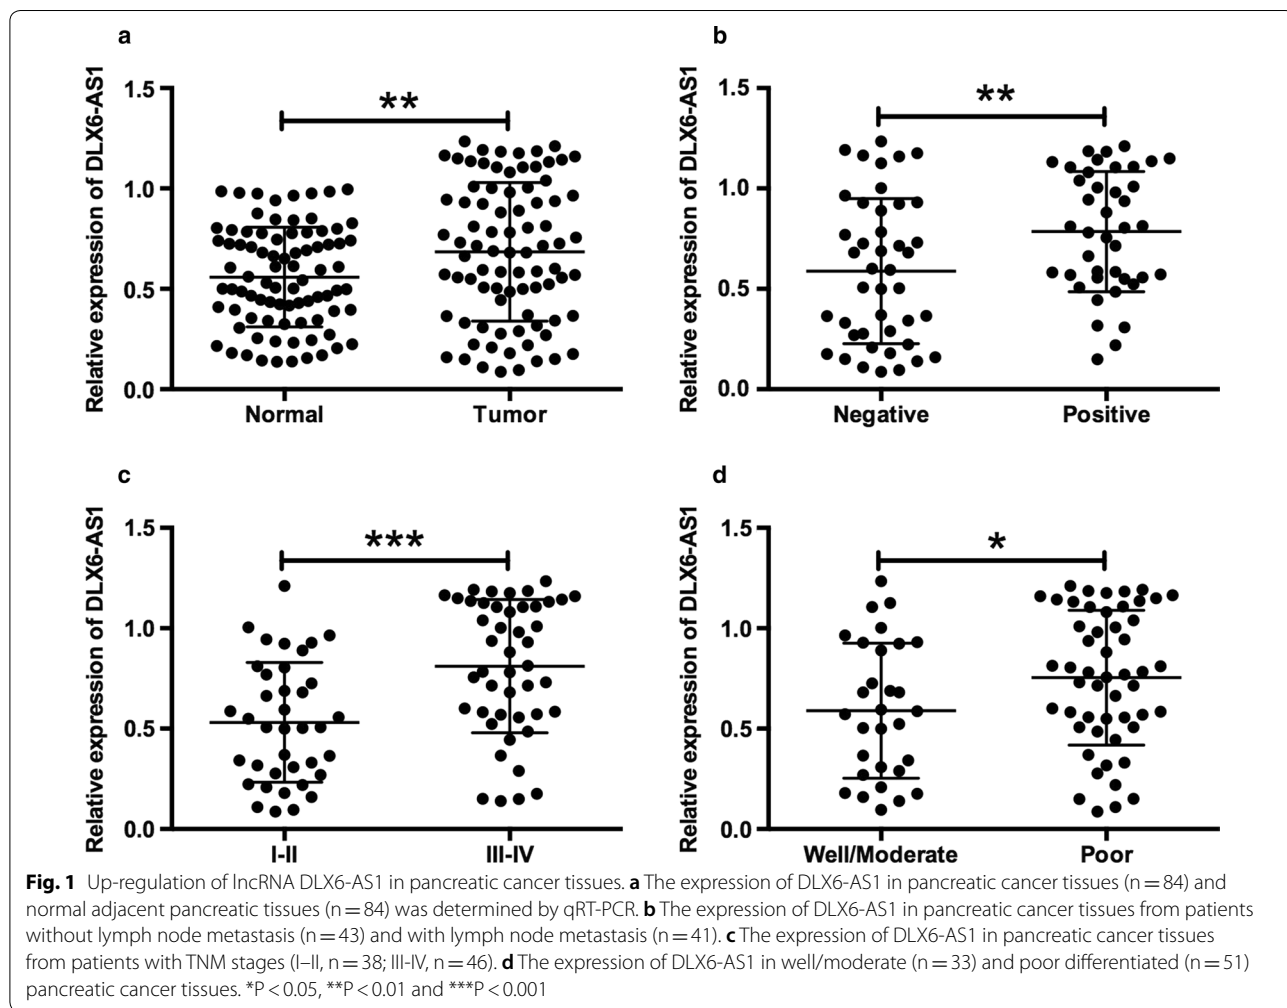 a
Relative expression of DLX6-AS1
1.5
1.0
0.5
0.0
**
Normal Tumor
b
Relative expression of DLX6-AS1
1.5
1.0
0.5
0.0
**
Negative Positive
c
Relative expression of DLX6-AS1
1.5
1.0
0.5
0.0
***
I-II III-IV
d
Relative expression of DLX6-AS1
1.5
1.0
0.5
0.0
*
Well/Moderate Poor
Fig. 1 Up-regulation of lncRNA DLX6-AS1 in pancreatic cancer tissues. a The expression of DLX6-AS1 in pancreatic cancer tissues (n = 84) and
normal adjacent pancreatic tissues (n = 84) was determined by qRT-PCR. b The expression of DLX6-AS1 in pancreatic cancer tissues from patients
without lymph node metastasis (n = 43) and with lymph node metastasis (n = 41). c The expression of DLX6-AS1 in pancreatic cancer tissues
from patients with TNM stages (I–II, n = 38; III-IV, n = 46). d The expression of DLX6-AS1 in well/moderate (n = 33) and poor differentiated (n = 51)
pancreatic cancer tissues. *P < 0.05, **P < 0.01 and ***P < 0.001